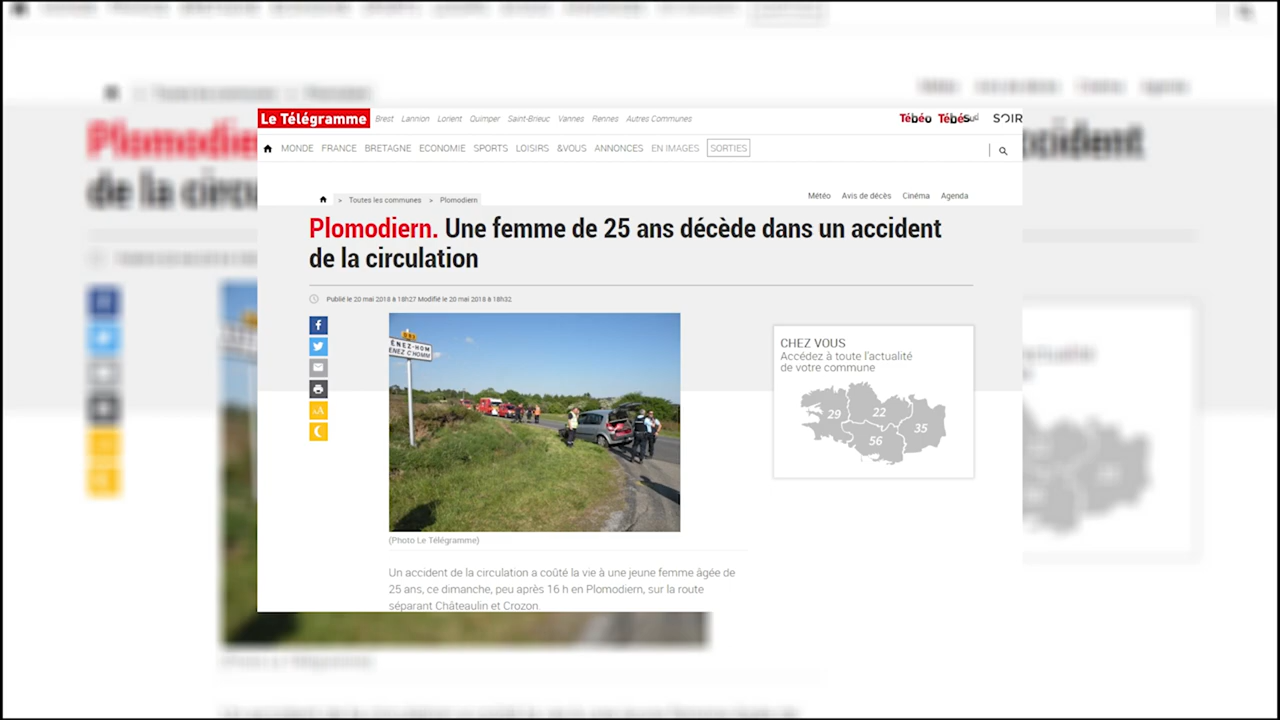 Le Télégramme Brest Lannion Lorient Quimper Saint-Brieuc Vannes Rennes Autres Communes Tébéo TébéSud SOIR
MONDE FRANCE BRETAGNE ECONOMIE SPORTS LOISIRS &VOUS ANNONCES EN IMAGES SORTIES
> Toutes les communes > Plomodiern
Météo Avis de décès Cinéma Agenda
Plomodiern. Une femme de 25 ans décède dans un accident
de la circulation
Publié le 20 mai 2018 à 18h27 Modifié le 20 mai 2018 à 18h32
ÉNEZ-HOM
ENEZ C'HOMM
(Photo Le Télégramme)
Un accident de la circulation a coûté la vie à une jeune femme âgée de
25 ans, ce dimanche, peu après 16 h en Plomodiern, sur la route
séparant Châteaulin et Crozon.
CHEZ VOUS
Accédez à toute l'actualité
de votre commune
29
22
35
56